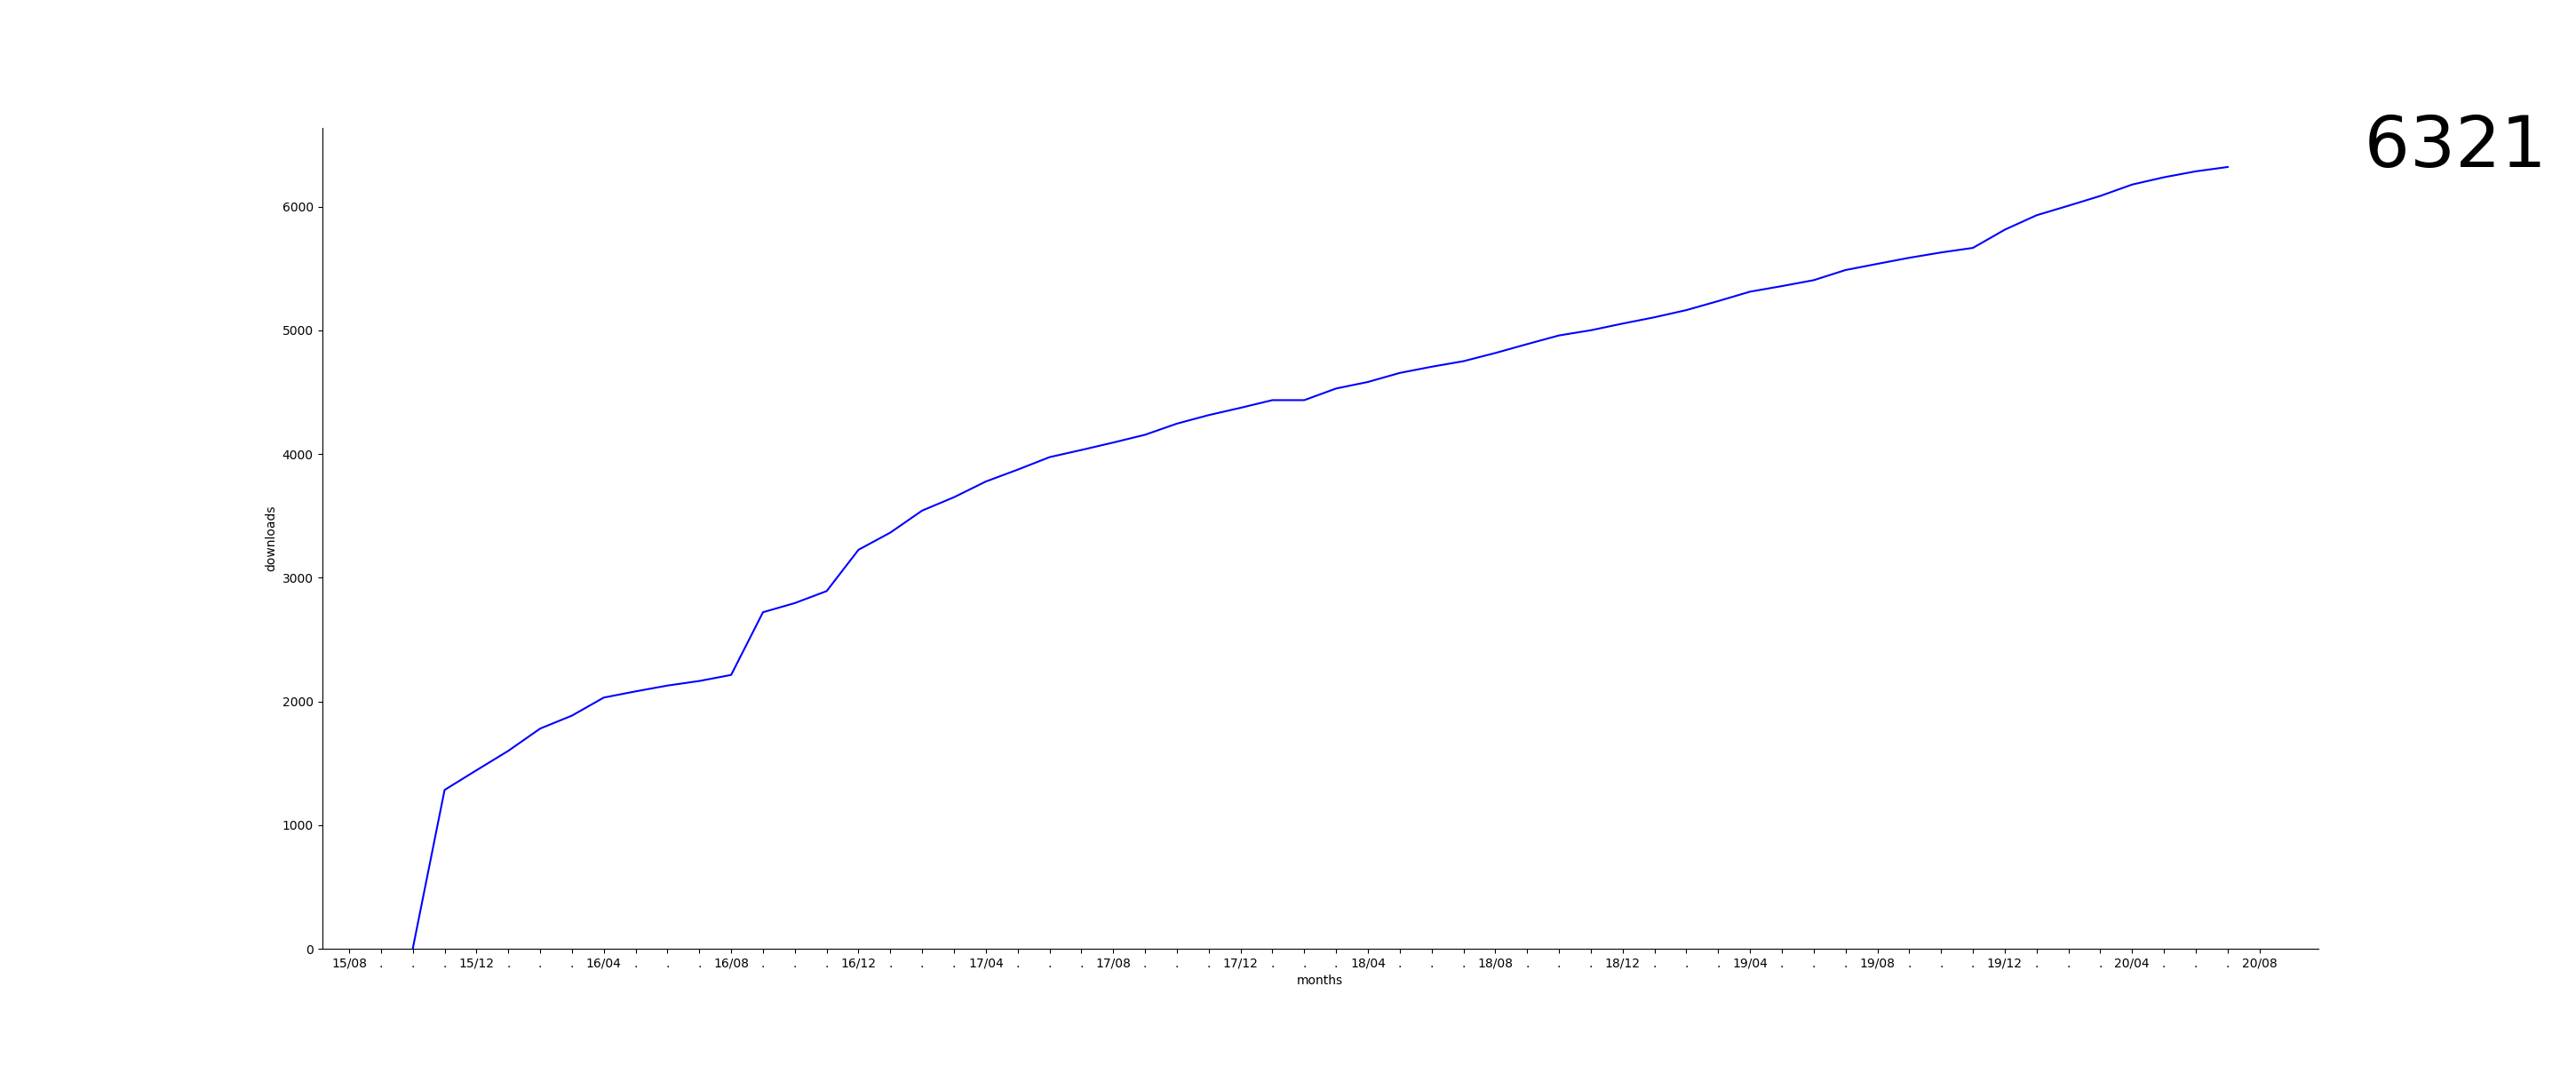 6321
6000
5000
4000
3000
2000
1000
0
downloads
15/08 . . . 15/12 . . . 16/04 . . . 16/08 . . . 16/12 . . . 17/04 . . . 17/08 . . . 17/12 . . . 18/04 . . . 18/08 . . . 18/12 . . . 19/04 . . . 19/08 . . . 19/12 . . . 20/04 . . . 20/08
months